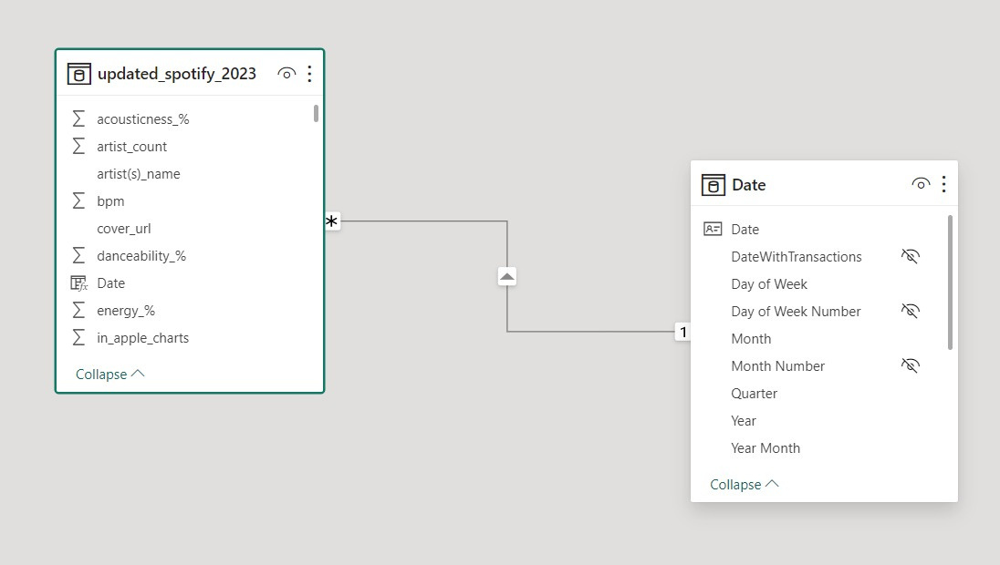 updated_spotify_2023
acousticness_%
artist_count
artist(s)_name
bpm
cover_url
danceability_%
Date
energy_%
in_apple_charts
Collapse
*
1
Date
Date
DateWithTransactions
Day of Week
Day of Week Number
Month
Month Number
Quarter
Year
Year Month
Collapse